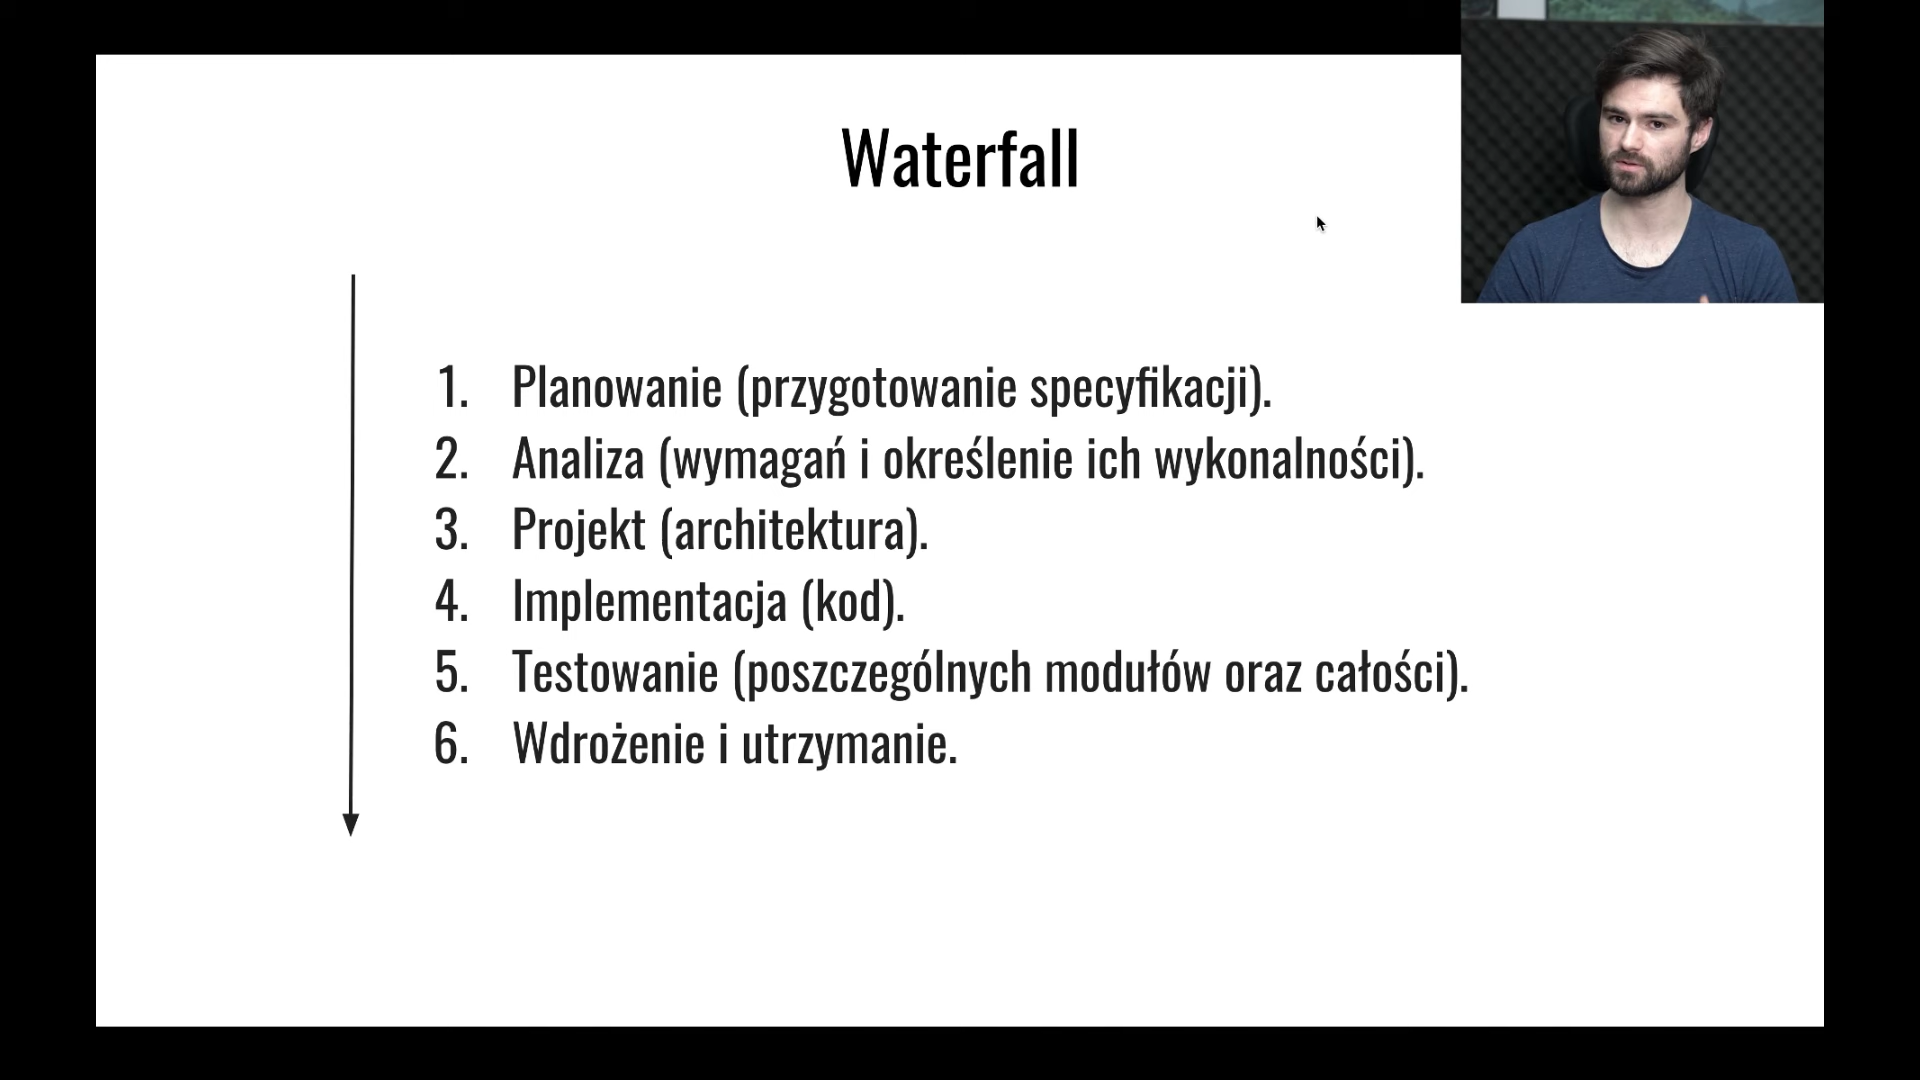 Waterfall
1. Planowanie (przygotowanie specyfikacji).
2. Analiza (wymagań i określenie ich wykonalności).
3. Projekt (architektura).
4. Implementacja (kod).
5. Testowanie (poszczególnych modułów oraz całości).
6. Wdrożenie i utrzymanie.